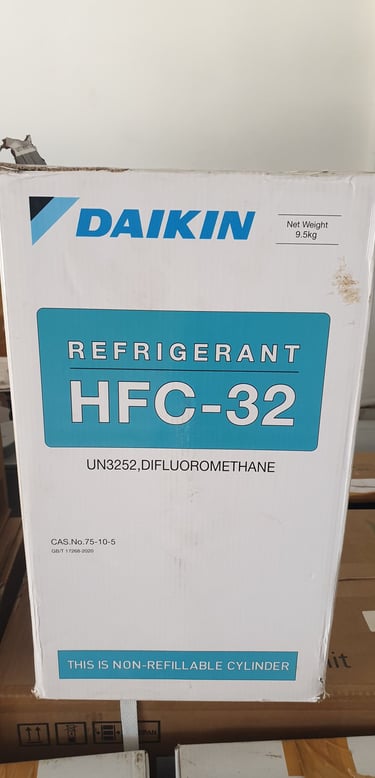 DAIKIN
Net Weight
9.5kg
REFRIGERANT
HFC-32
UN3252,DIFLUOROMETHANE
CAS.No.75-10-5
GB/T 17268-2020
THIS IS NON-REFILLABLE CYLINDER